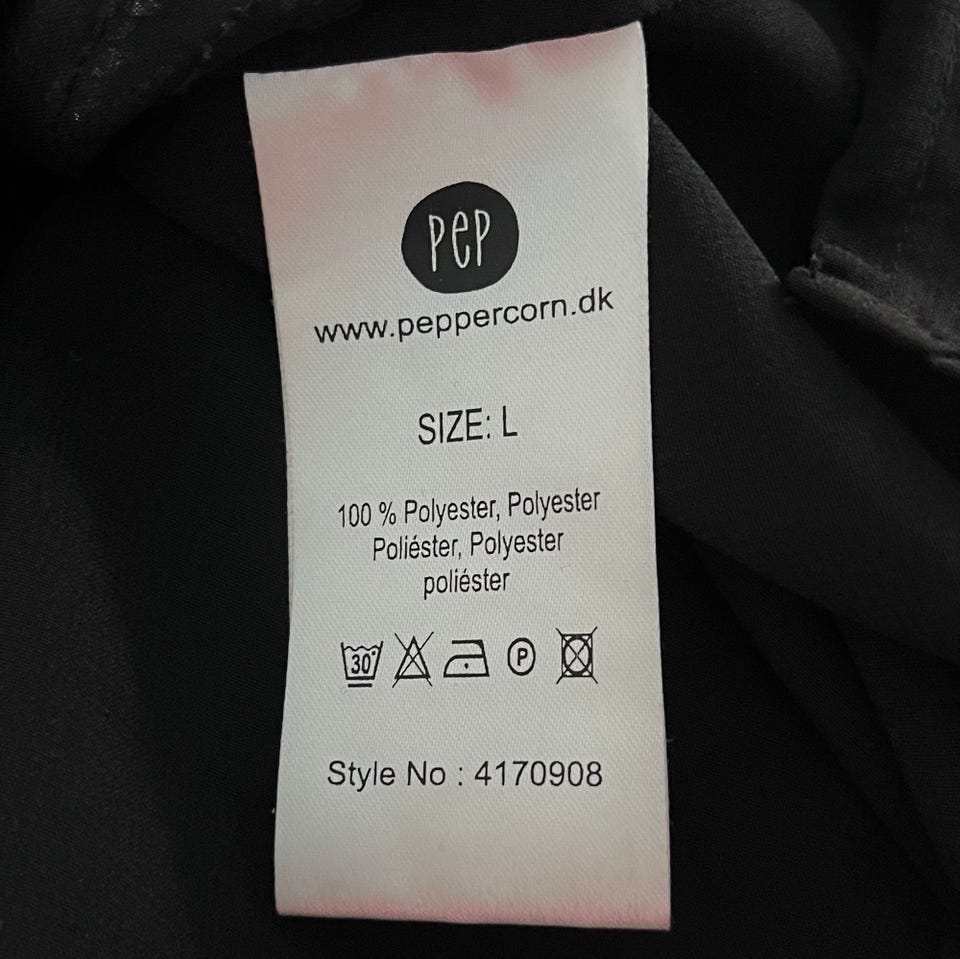 pep
www.peppercorn.dk
SIZE: L
100 % Polyester, Polyester
Poliéster, Polyester
poliéster
30° P
Style No : 4170908